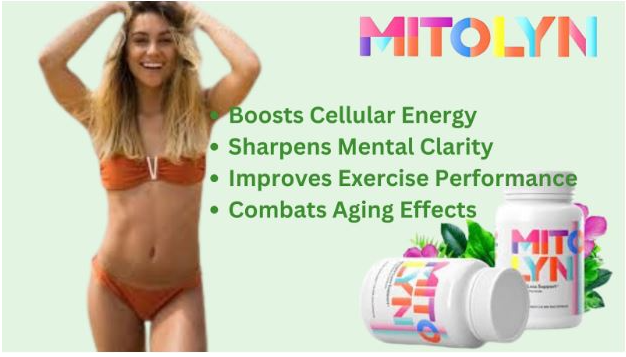 MITOLYN
Boosts Cellular Energy
Sharpens Mental Clarity
Improves Exercise Performance
Combats Aging Effects
MITO
LYN
MITO
LYN